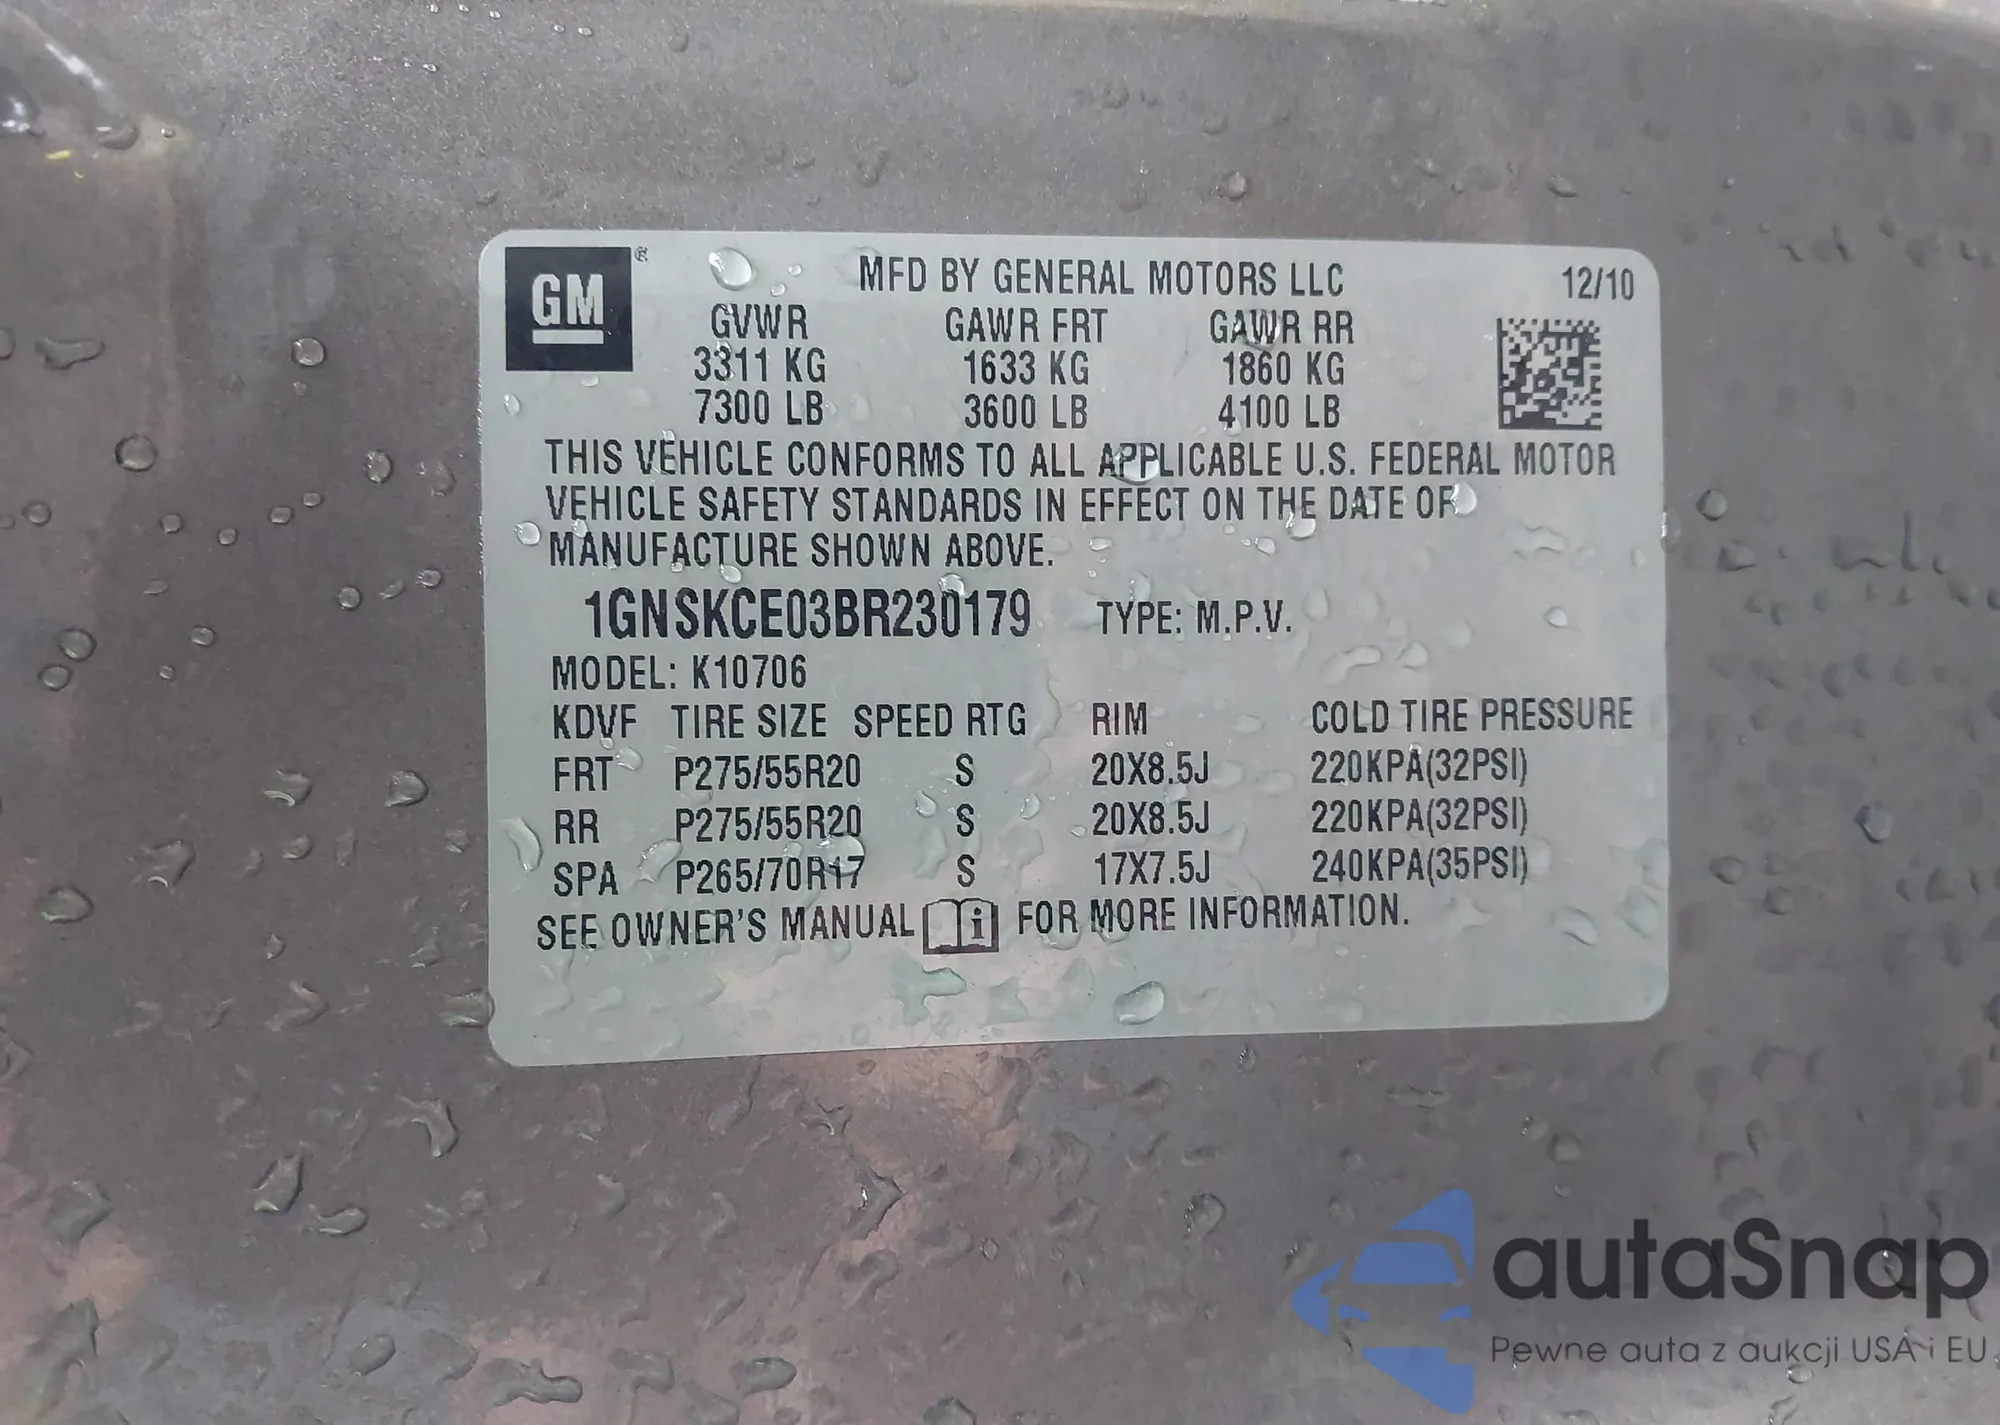 GM
MFD BY GENERAL MOTORS LLC 12/10
GVWR GAWR FRT GAWR RR
3311 KG 1633 KG 1860 KG
7300 LB 3600 LB 4100 LB
THIS VEHICLE CONFORMS TO ALL APPLICABLE U.S. FEDERAL MOTOR
VEHICLE SAFETY STANDARDS IN EFFECT ON THE DATE OF
MANUFACTURE SHOWN ABOVE.
1GNSKCE03BR230179 TYPE: M.P.V.
MODEL: K10706
KDVF TIRE SIZE SPEED RTG RIM COLD TIRE PRESSURE
FRT P275/55R20 S 20X8.5J 220KPA(32PSI)
RR P275/55R20 S 20X8.5J 220KPA(32PSI)
SPA P265/70R17 S 17X7.5J 240KPA(35PSI)
SEE OWNER'S MANUAL i FOR MORE INFORMATION.
autaSnap
Pewne auta z aukcji USA i EU